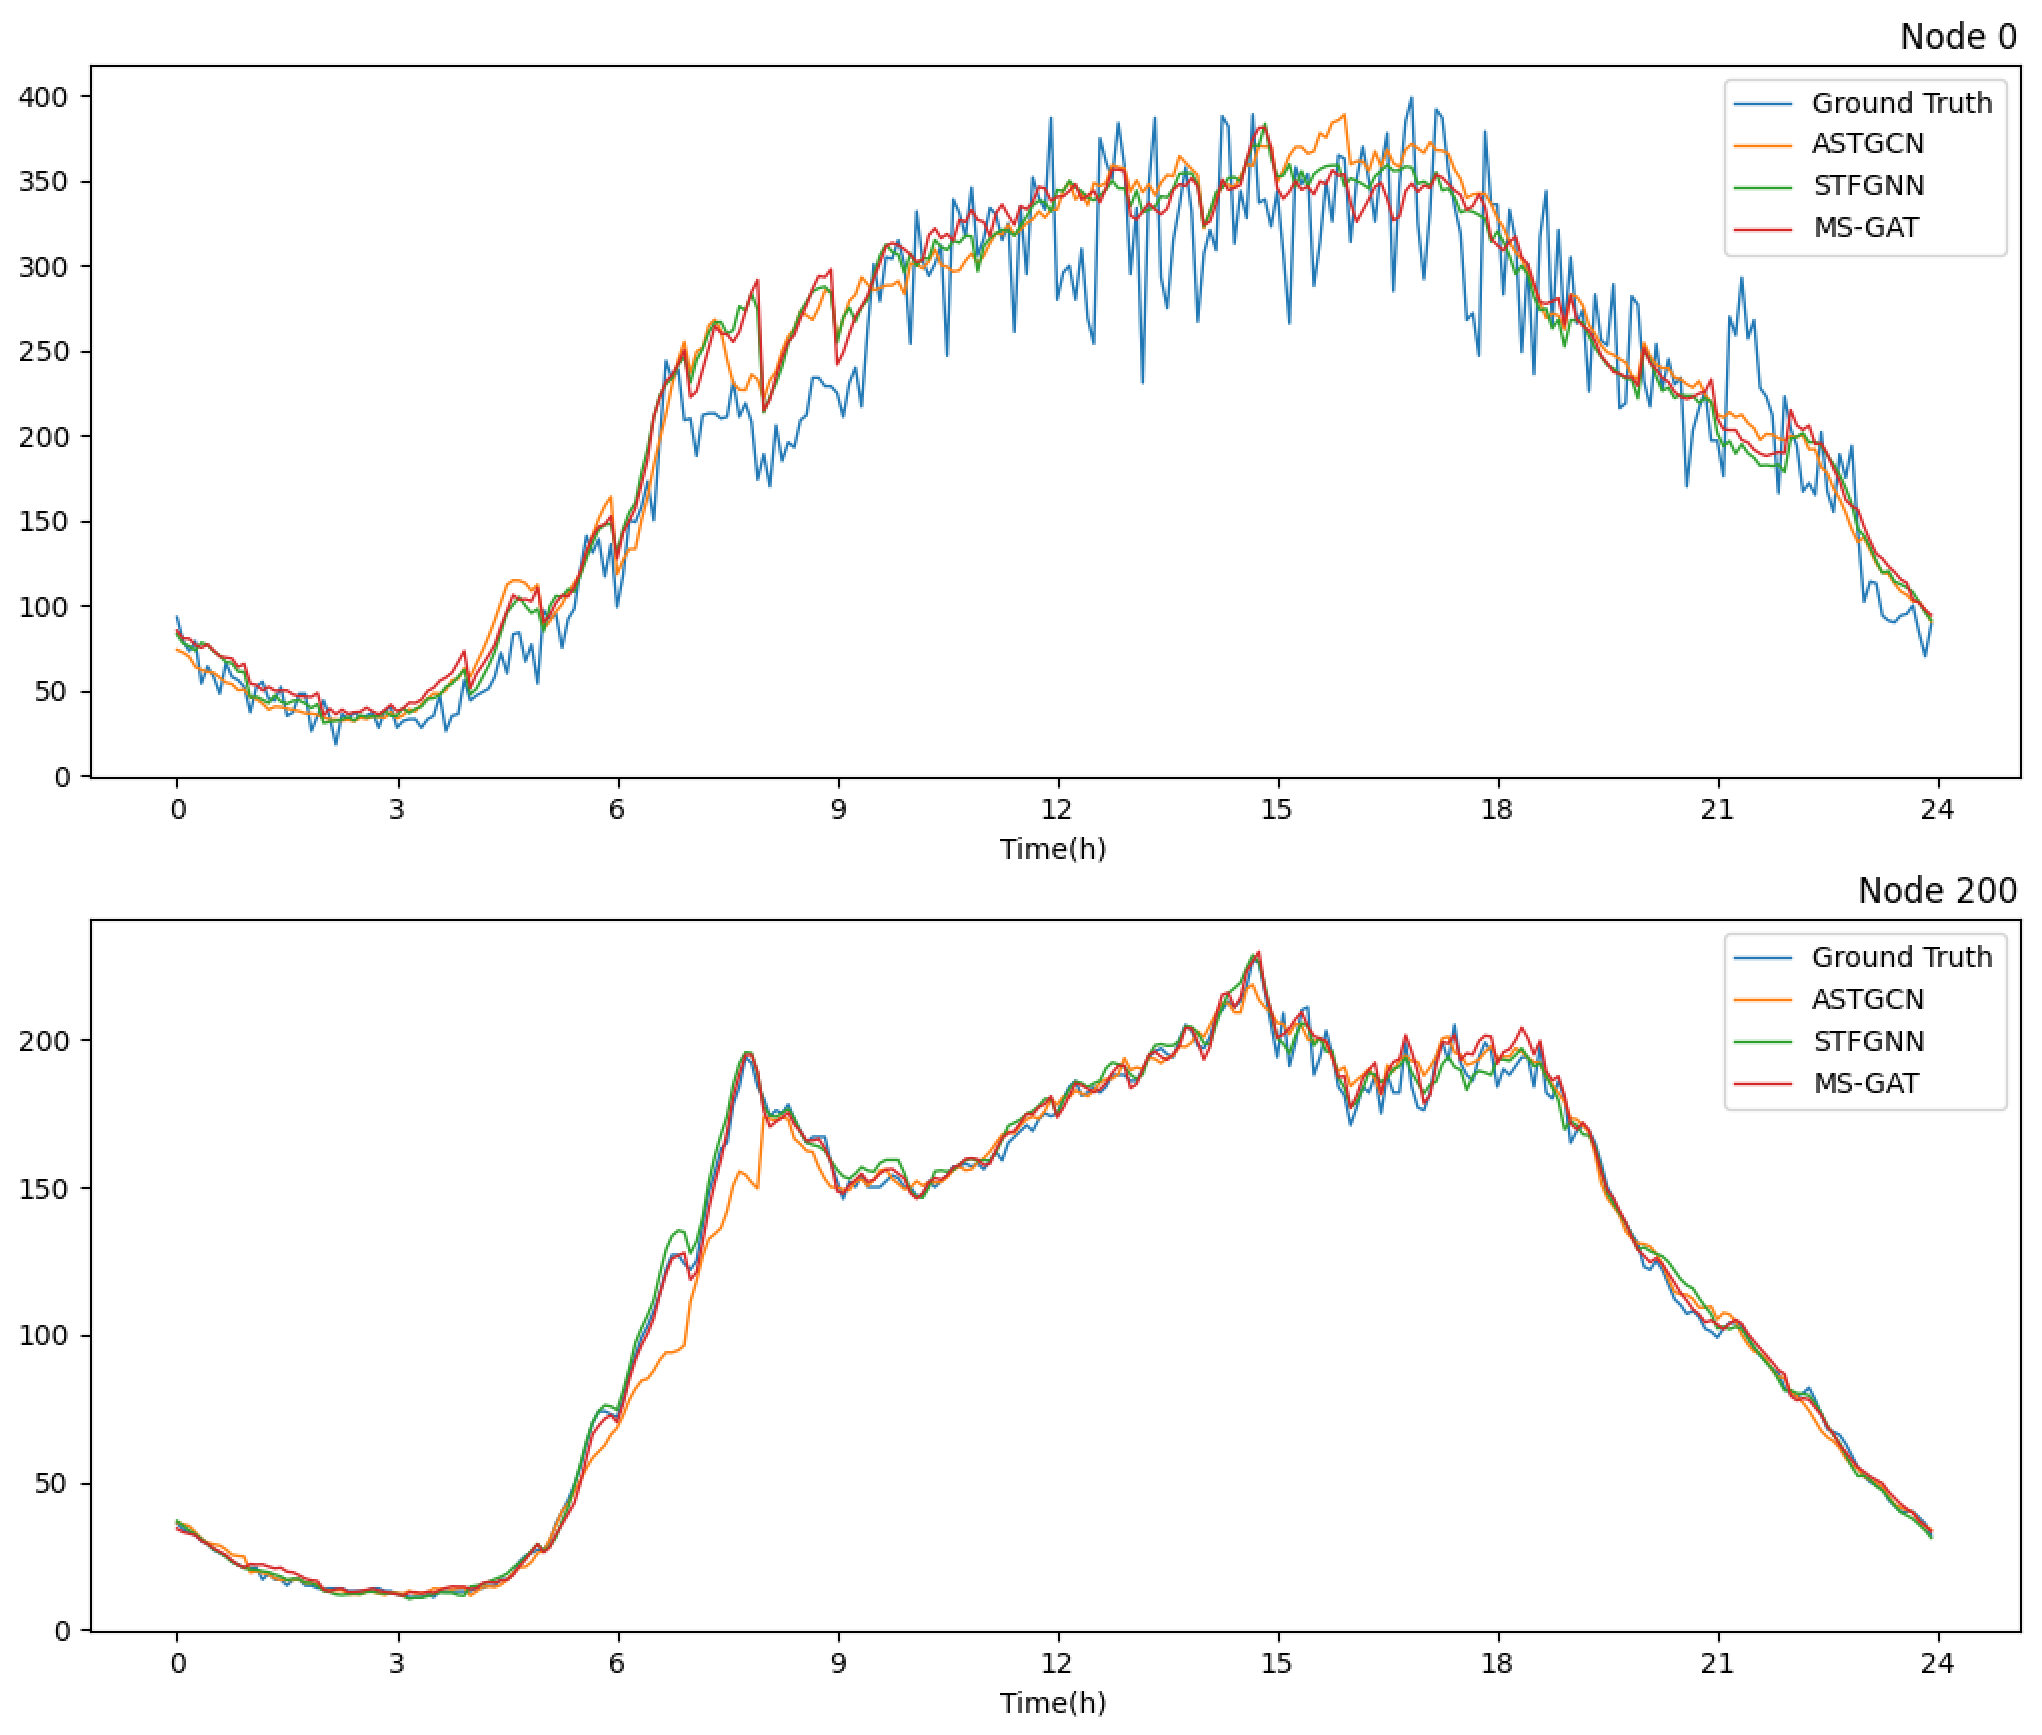 Node 0
400
350
300
250
200
150
100
50
0
Ground Truth
ASTGCN
STFGNN
MS-GAT
0 3 6 9 12 15 18 21 24
Time(h)
Node 200
200
150
100
50
0
Ground Truth
ASTGCN
STFGNN
MS-GAT
0 3 6 9 12 15 18 21 24
Time(h)